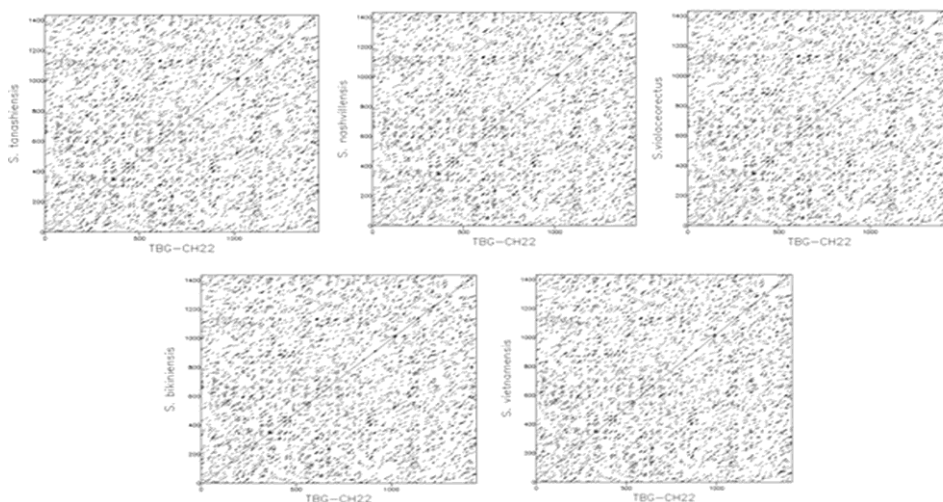 1400
1200
1000
800
600
400
200
0
S. tanashiensis
0 500 1000
TBG-CH22
1400
1200
1000
800
600
400
200
0
S. nashvillensis
0 500 1000
TBG-CH22
1400
1200
1000
800
600
400
200
0
S.violaceorectus
0 500 1000
TBG-CH22
1400
1200
1000
800
600
400
200
0
S. bikiniensis
0 500 1000
TBG-CH22
1400
1200
1000
800
600
400
200
0
S. vietnamensis
0 500 1000
TBG-CH22